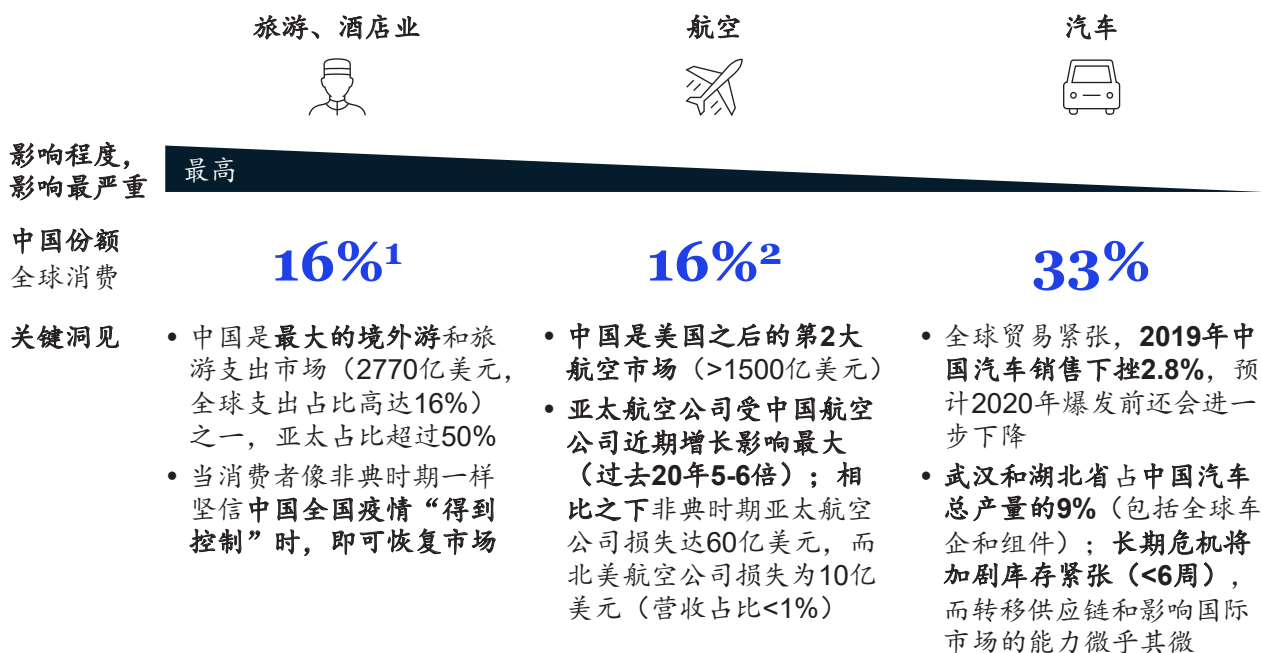 旅游、酒店业
航空
汽车
影响程度，
影响最严重
最高
中国份额
全球消费
16%¹
16%²
33%
关键洞见
• 中国是最大的境外游和旅
游支出市场（2770亿美元，
全球支出占比高达16%）
之一，亚太占比超过50%
• 当消费者像非典时期一样
坚信中国全国疫情“得到
控制”时，即可恢复市场
• 中国是美国之后的第2大
航空市场（>1500亿美元）
• 亚太航空公司受中国航空
公司近期增长影响最大
（过去20年5-6倍）；相
比之下非典时期亚太航空
公司损失达60亿美元，而
北美航空公司损失为10亿
美元（营收占比<1%）
• 全球贸易紧张，2019年中
国汽车销售下挫2.8%，预
计2020年爆发前还会进一
步下降
• 武汉和湖北省占中国汽车
总产量的9%（包括全球车
企和组件）；长期危机将
加剧库存紧张（<6周），
而转移供应链和影响国际
市场的能力微乎其微